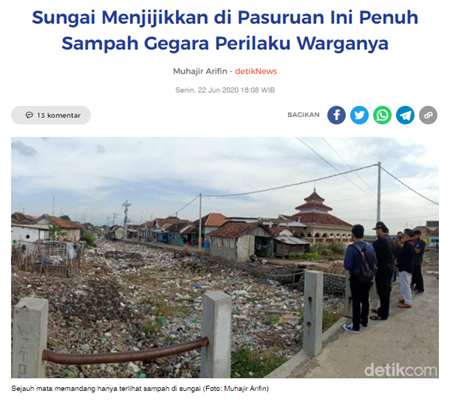 Sungai Menjijikkan di Pasuruan Ini Penuh
Sampah Gegara Perilaku Warganya
Muhajir Arifin - detikNews
Senin, 22 Jun 2020 16:08 WIB
13 komentar
BAGIKAN
detikcom
Sejauh mata memandang hanya terlihat sampah di sungai (Foto: Muhajir Arifin)